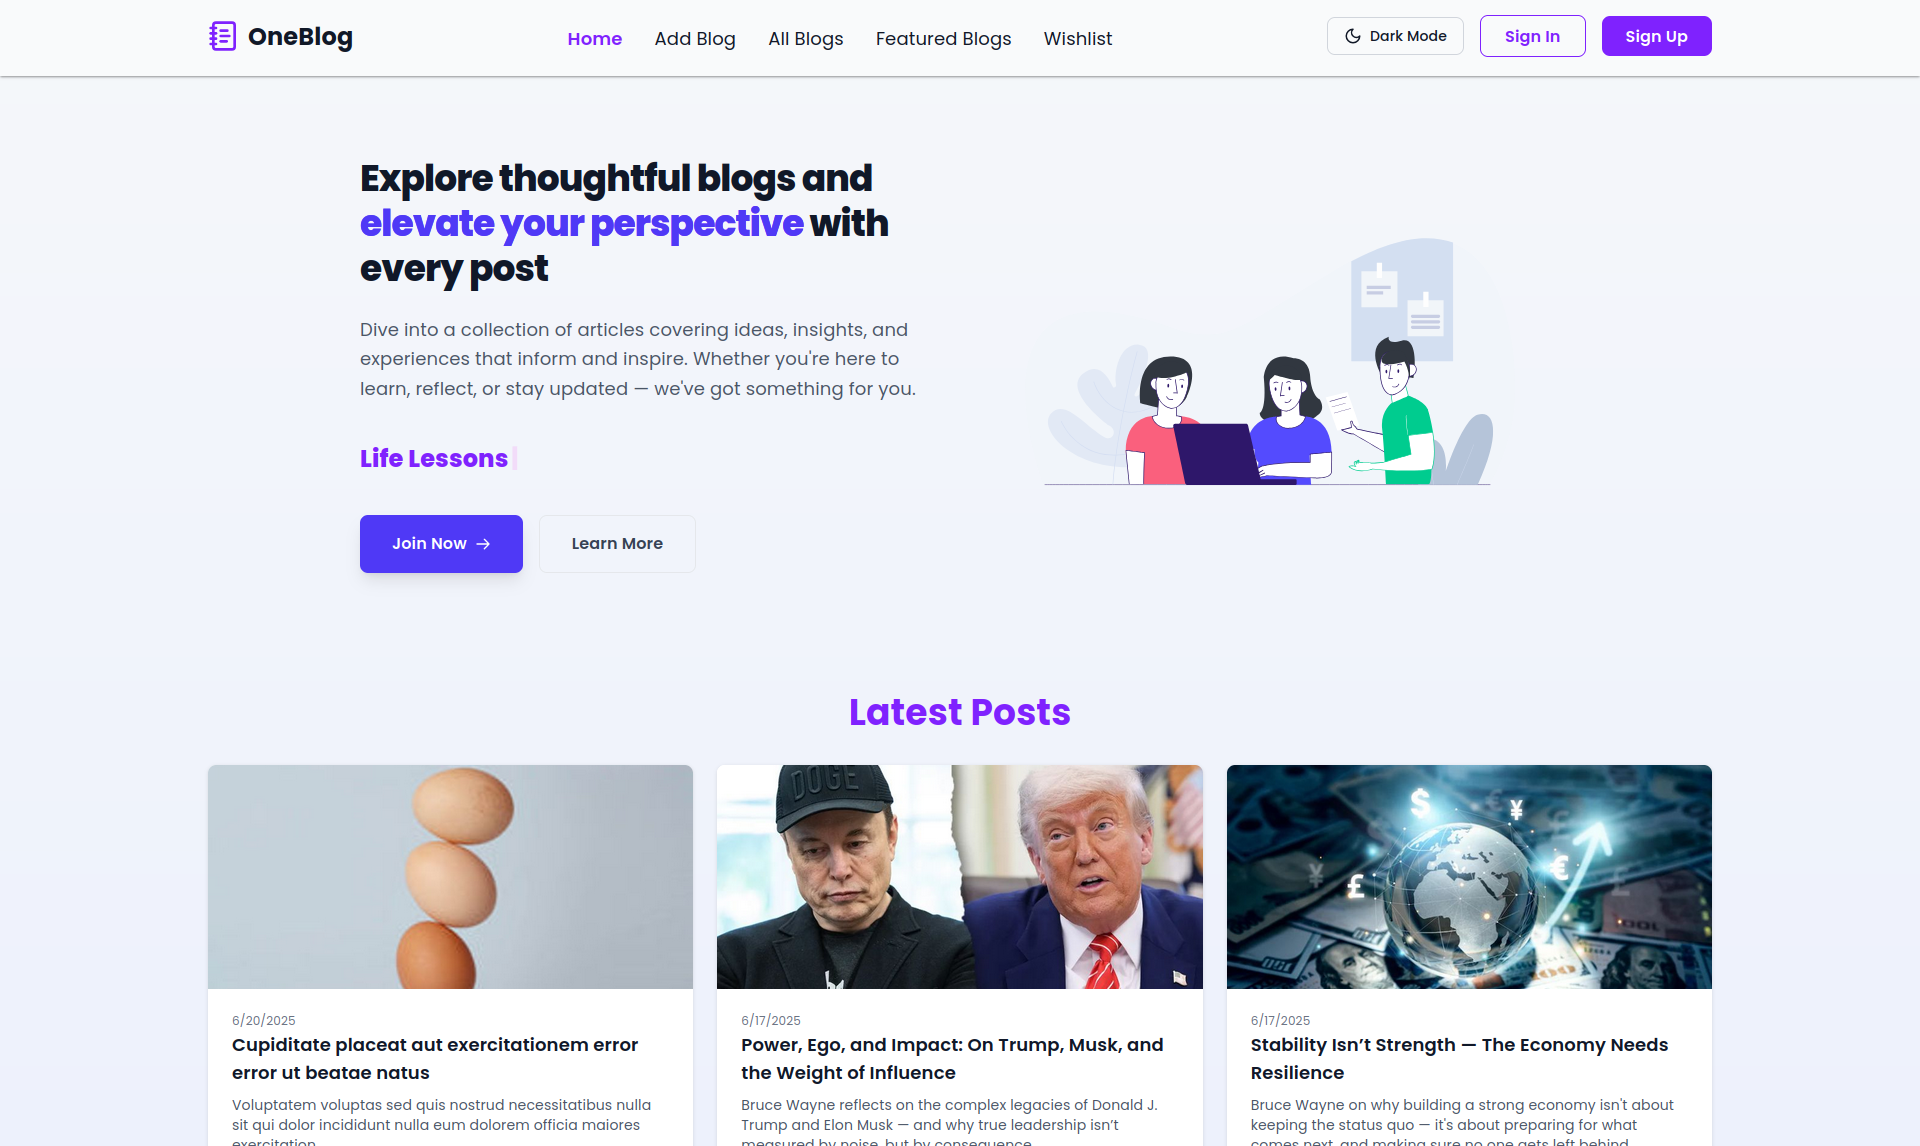 OneBlog
Home
Add Blog
All Blogs
Featured Blogs
Wishlist
Dark Mode
Sign In
Sign Up
Explore thoughtful blogs and
elevate your perspective with
every post
Dive into a collection of articles covering ideas, insights, and
experiences that inform and inspire. Whether you're here to
learn, reflect, or stay updated — we've got something for you.
Life Lessons
Join Now →
Learn More
Latest Posts
DOGE
$
¥
€
£
¥
100
6/20/2025
Cupiditate placeat aut exercitationem error
error ut beatae natus
Voluptatem voluptas sed quis nostrud necessitatibus nulla
sit qui dolor incididunt nulla eum dolorem officia maiores
exercitation
6/17/2025
Power, Ego, and Impact: On Trump, Musk, and
the Weight of Influence
Bruce Wayne reflects on the complex legacies of Donald J.
Trump and Elon Musk — and why true leadership isn’t
measured by noise, but by consequence.
6/17/2025
Stability Isn’t Strength — The Economy Needs
Resilience
Bruce Wayne on why building a strong economy isn't about
keeping the status quo — it's about preparing for what
comes next, and making sure no one gets left behind.